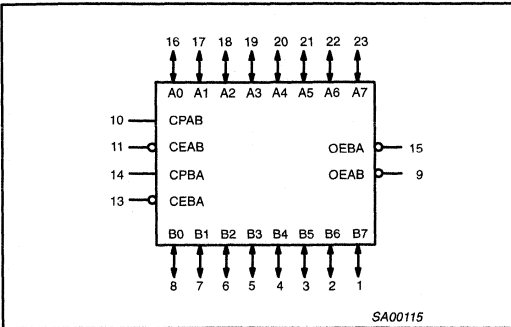 16 17 18 19 20 21 22 23
A0 A1 A2 A3 A4 A5 A6 A7
10 CPAB
11 CEAB OEBA 15
14 CPBA OEAB 9
13 CEBA
B0 B1 B2 B3 B4 B5 B6 B7
8 7 6 5 4 3 2 1
SA00115